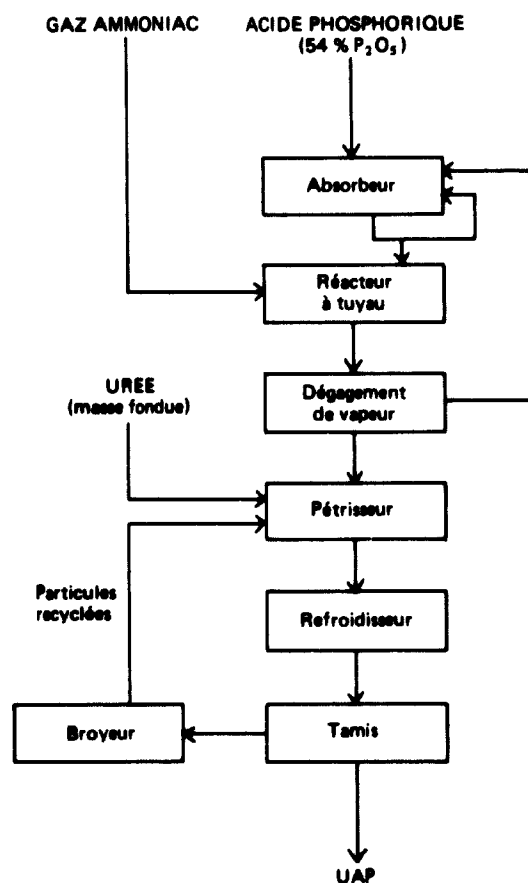 GAZ AMMONIAC
ACIDE PHOSPHORIQUE
(54 % P₂O₅)
Absorbeur
Réacteur
à tuyau
Dégagement
de vapeur
UREE
(masse fondue)
Pétrisseur
Particules
recyclées
Refroidisseur
Broyeur
Tamis
UAP